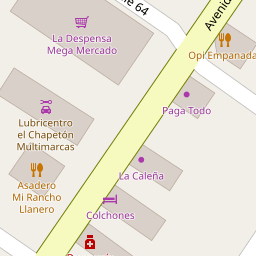 64
Avenid
La Despensa
Mega Mercado
Opi Empanada
Paga Todo
Lubricentro
el Chapetón
Multimarcas
La Caleña
Asadero
Mi Rancho
Llanero
Colchones